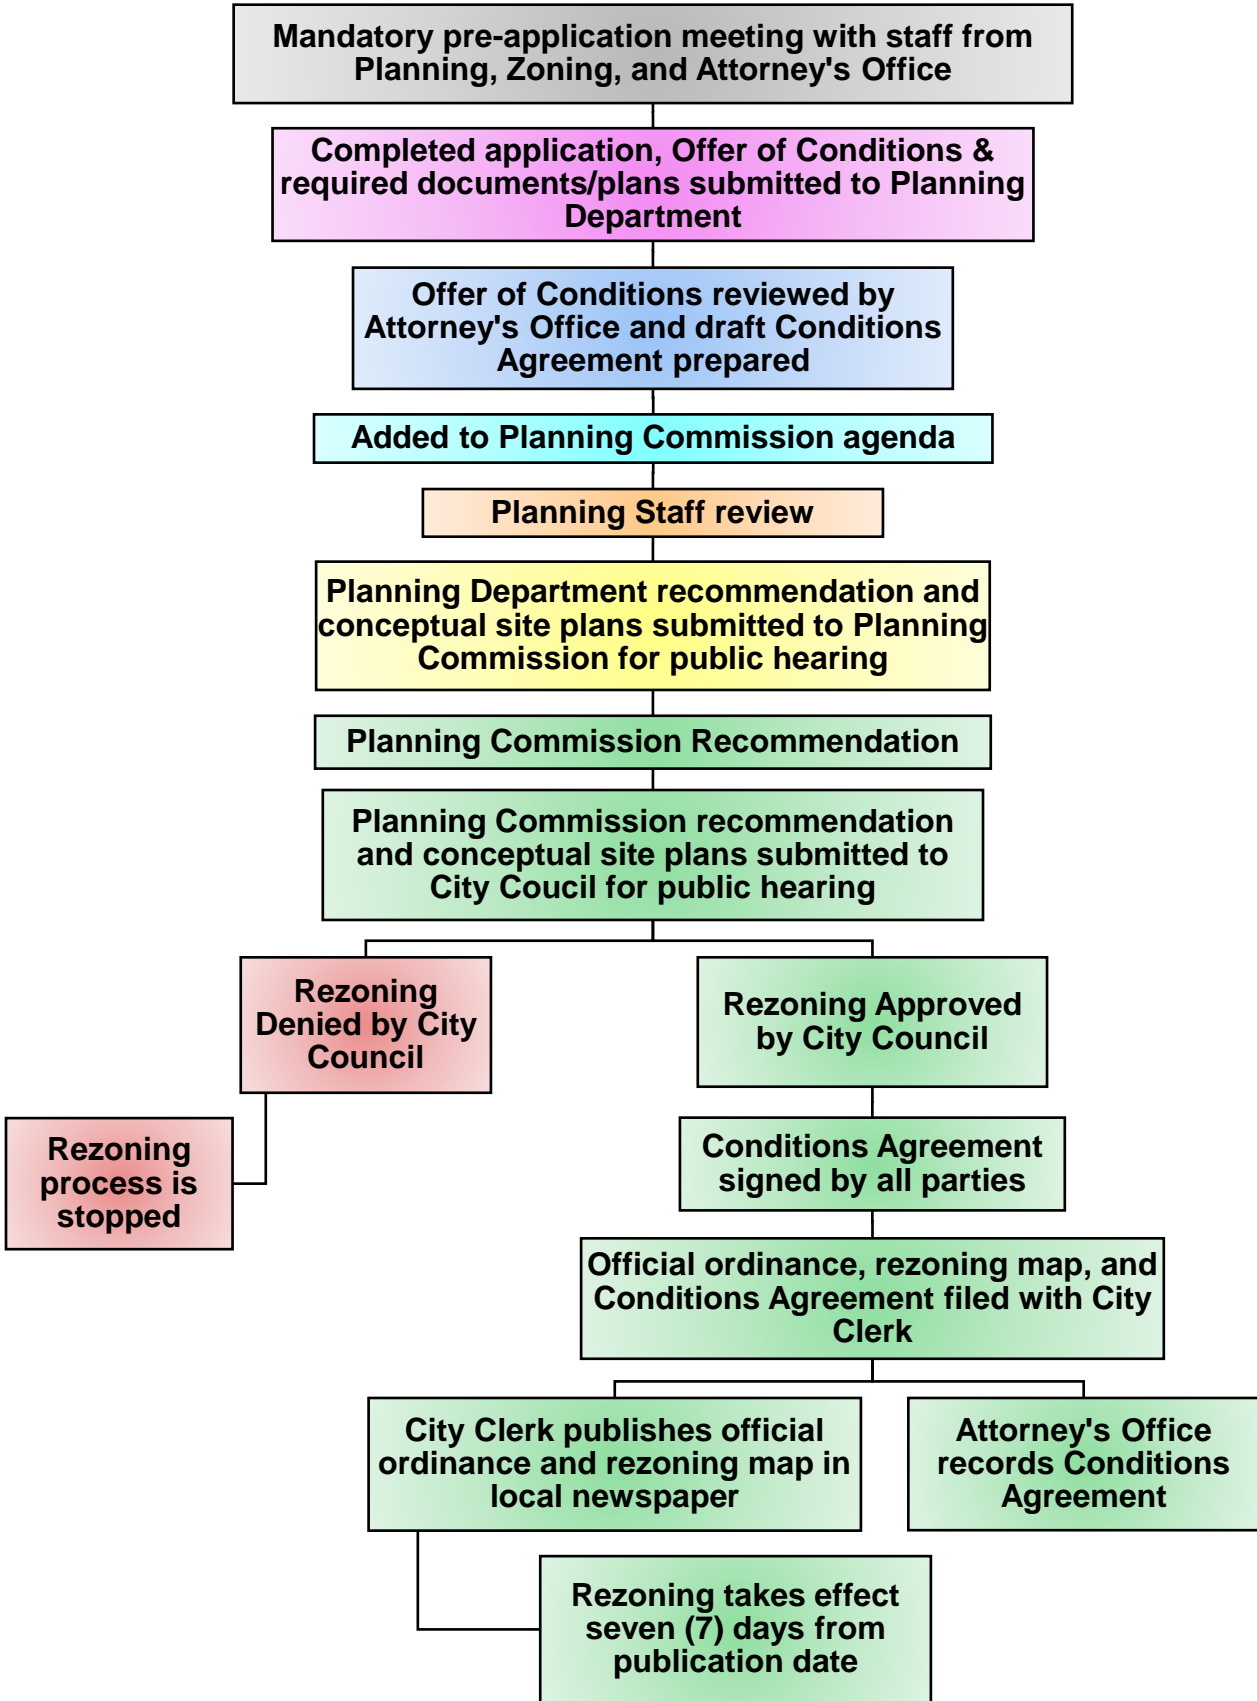 Mandatory pre-application meeting with staff from
Planning, Zoning, and Attorney's Office
Completed application, Offer of Conditions &
required documents/plans submitted to Planning
Department
Offer of Conditions reviewed by
Attorney's Office and draft Conditions
Agreement prepared
Added to Planning Commission agenda
Planning Staff review
Planning Department recommendation and
conceptual site plans submitted to Planning
Commission for public hearing
Planning Commission Recommendation
Planning Commission recommendation
and conceptual site plans submitted to
City Coucil for public hearing
Rezoning
Denied by City
Council
Rezoning Approved
by City Council
Rezoning
process is
stopped
Conditions Agreement
signed by all parties
Official ordinance, rezoning map, and
Conditions Agreement filed with City
Clerk
City Clerk publishes official
ordinance and rezoning map in
local newspaper
Attorney's Office
records Conditions
Agreement
Rezoning takes effect
seven (7) days from
publication date